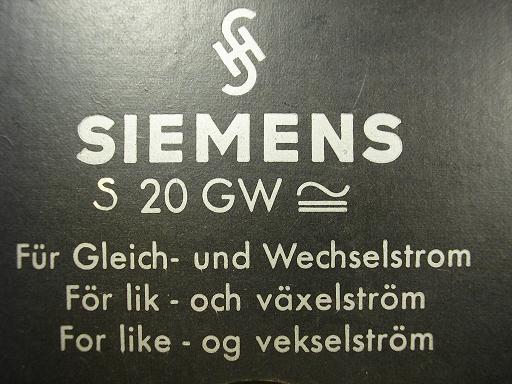 SIEMENS
S 20 GW
Für Gleich- und Wechselstrom
För lik - och växelström
For like - og vekselström